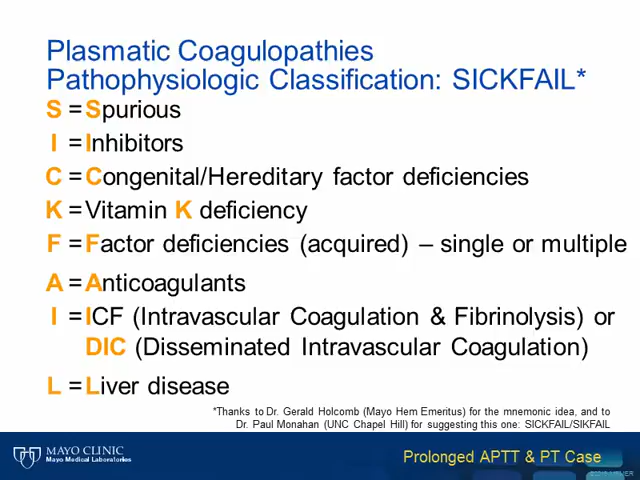 Plasmatic Coagulopathies
Pathophysiologic Classification: SICKFAIL*
S = Spurious
I = Inhibitors
C = Congenital/Hereditary factor deficiencies
K = Vitamin K deficiency
F = Factor deficiencies (acquired) – single or multiple
A = Anticoagulants
I = ICF (Intravascular Coagulation & Fibrinolysis) or
DIC (Disseminated Intravascular Coagulation)
L = Liver disease
*Thanks to Dr. Gerald Holcomb (Mayo Hem Emeritus) for the mnemonic idea, and to
Dr. Paul Monahan (UNC Chapel Hill) for suggesting this one: SICKFAIL/SIKFAIL
MAYO CLINIC
Mayo Medical Laboratories
Prolonged APTT & PT Case